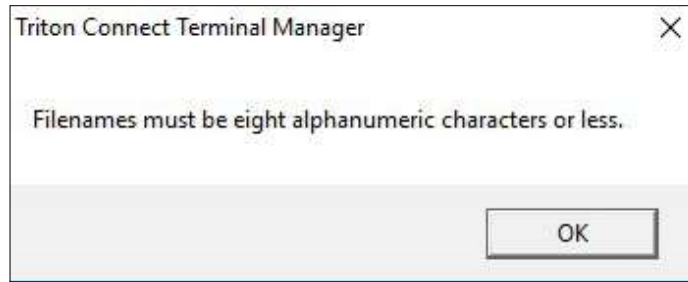 Triton Connect Terminal Manager
Filenames must be eight alphanumeric characters or less.
OK